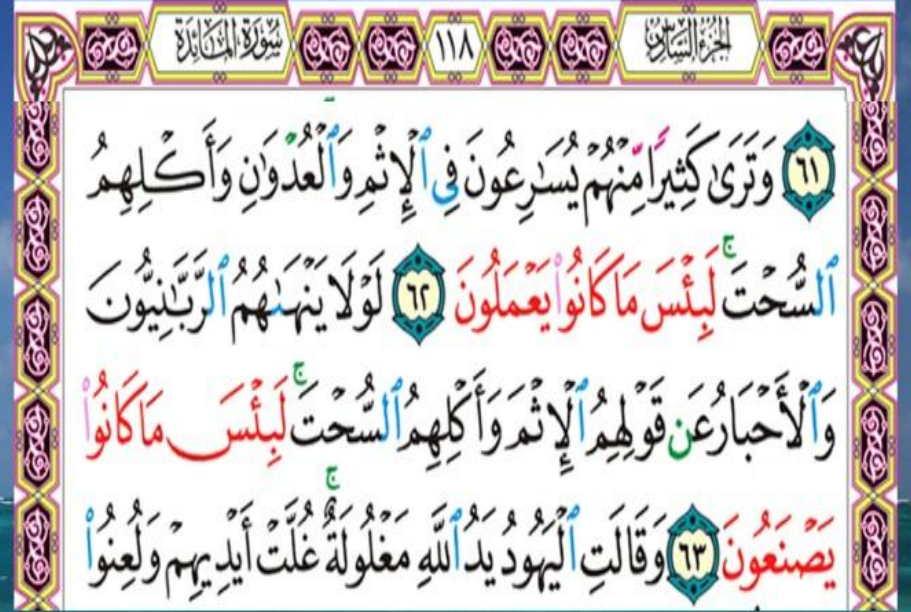 الجزء السادس ١١٨ سورة المائدة
٦١ وَتَرَىٰ كَثِيرًا مِّنْهُمْ يُسَٰرِعُونَ فِي ٱلْإِثْمِ وَٱلْعُدْوَٰنِ وَأَكْلِهِمُ
ٱلسُّحْتَ ۚ لَبِئْسَ مَا كَانُوا۟ يَعْمَلُونَ ٦٢ لَوْلَا يَنْهَىٰهُمُ ٱلرَّبَّٰنِيُّونَ
وَٱلْأَحْبَارُ عَن قَوْلِهِمُ ٱلْإِثْمَ وَأَكْلِهِمُ ٱلسُّحْتَ ۚ لَبِئْسَ مَا كَانُوا۟
يَصْنَعُونَ ٦٣ وَقَالَتِ ٱلْيَهُودُ يَدُ ٱللَّهِ مَغْلُولَةٌ ۚ غُلَّتْ أَيْدِيهِمْ وَلُعِنُوا۟